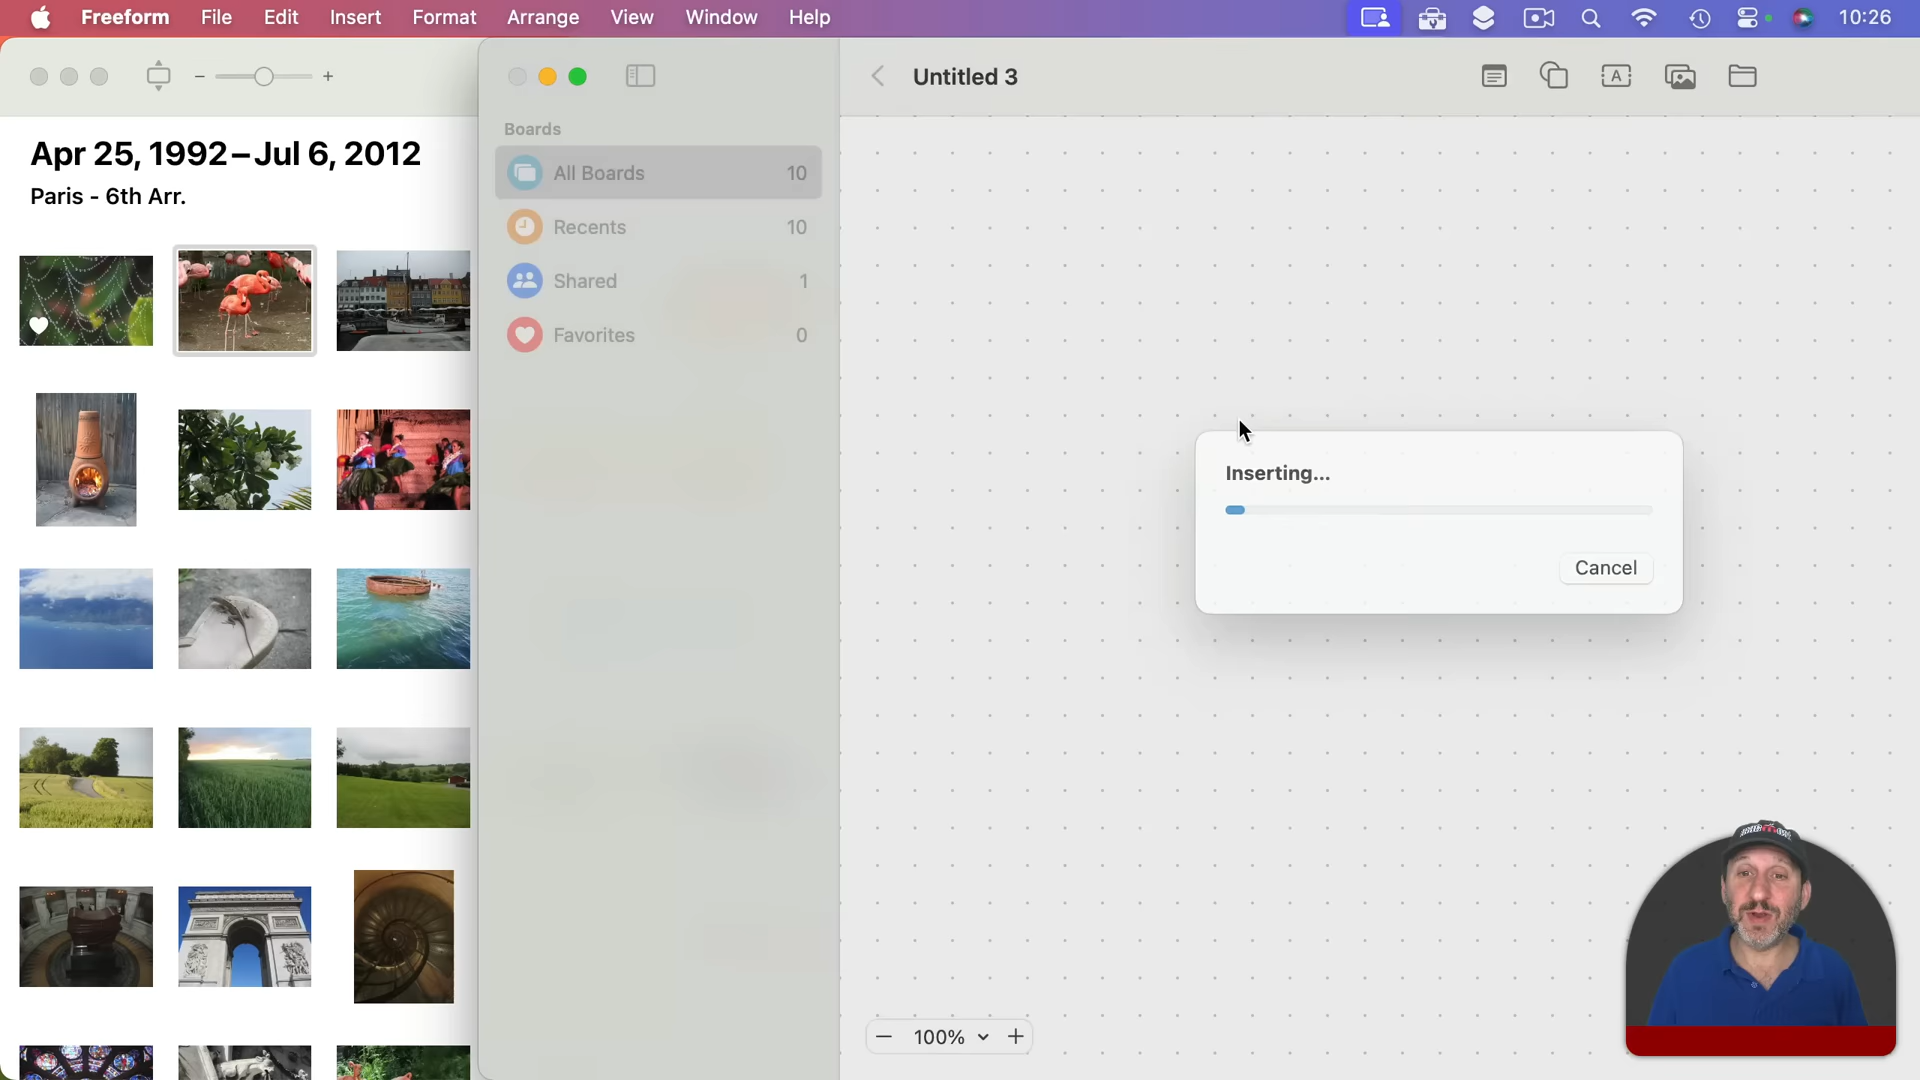 Freeform File Edit Insert Format Arrange View Window Help 10:26
Untitled 3
Apr 25, 1992–Jul 6, 2012
Paris - 6th Arr.
Boards
All Boards 10
Recents 10
Shared 1
Favorites 0
A
Inserting...
Cancel
100%